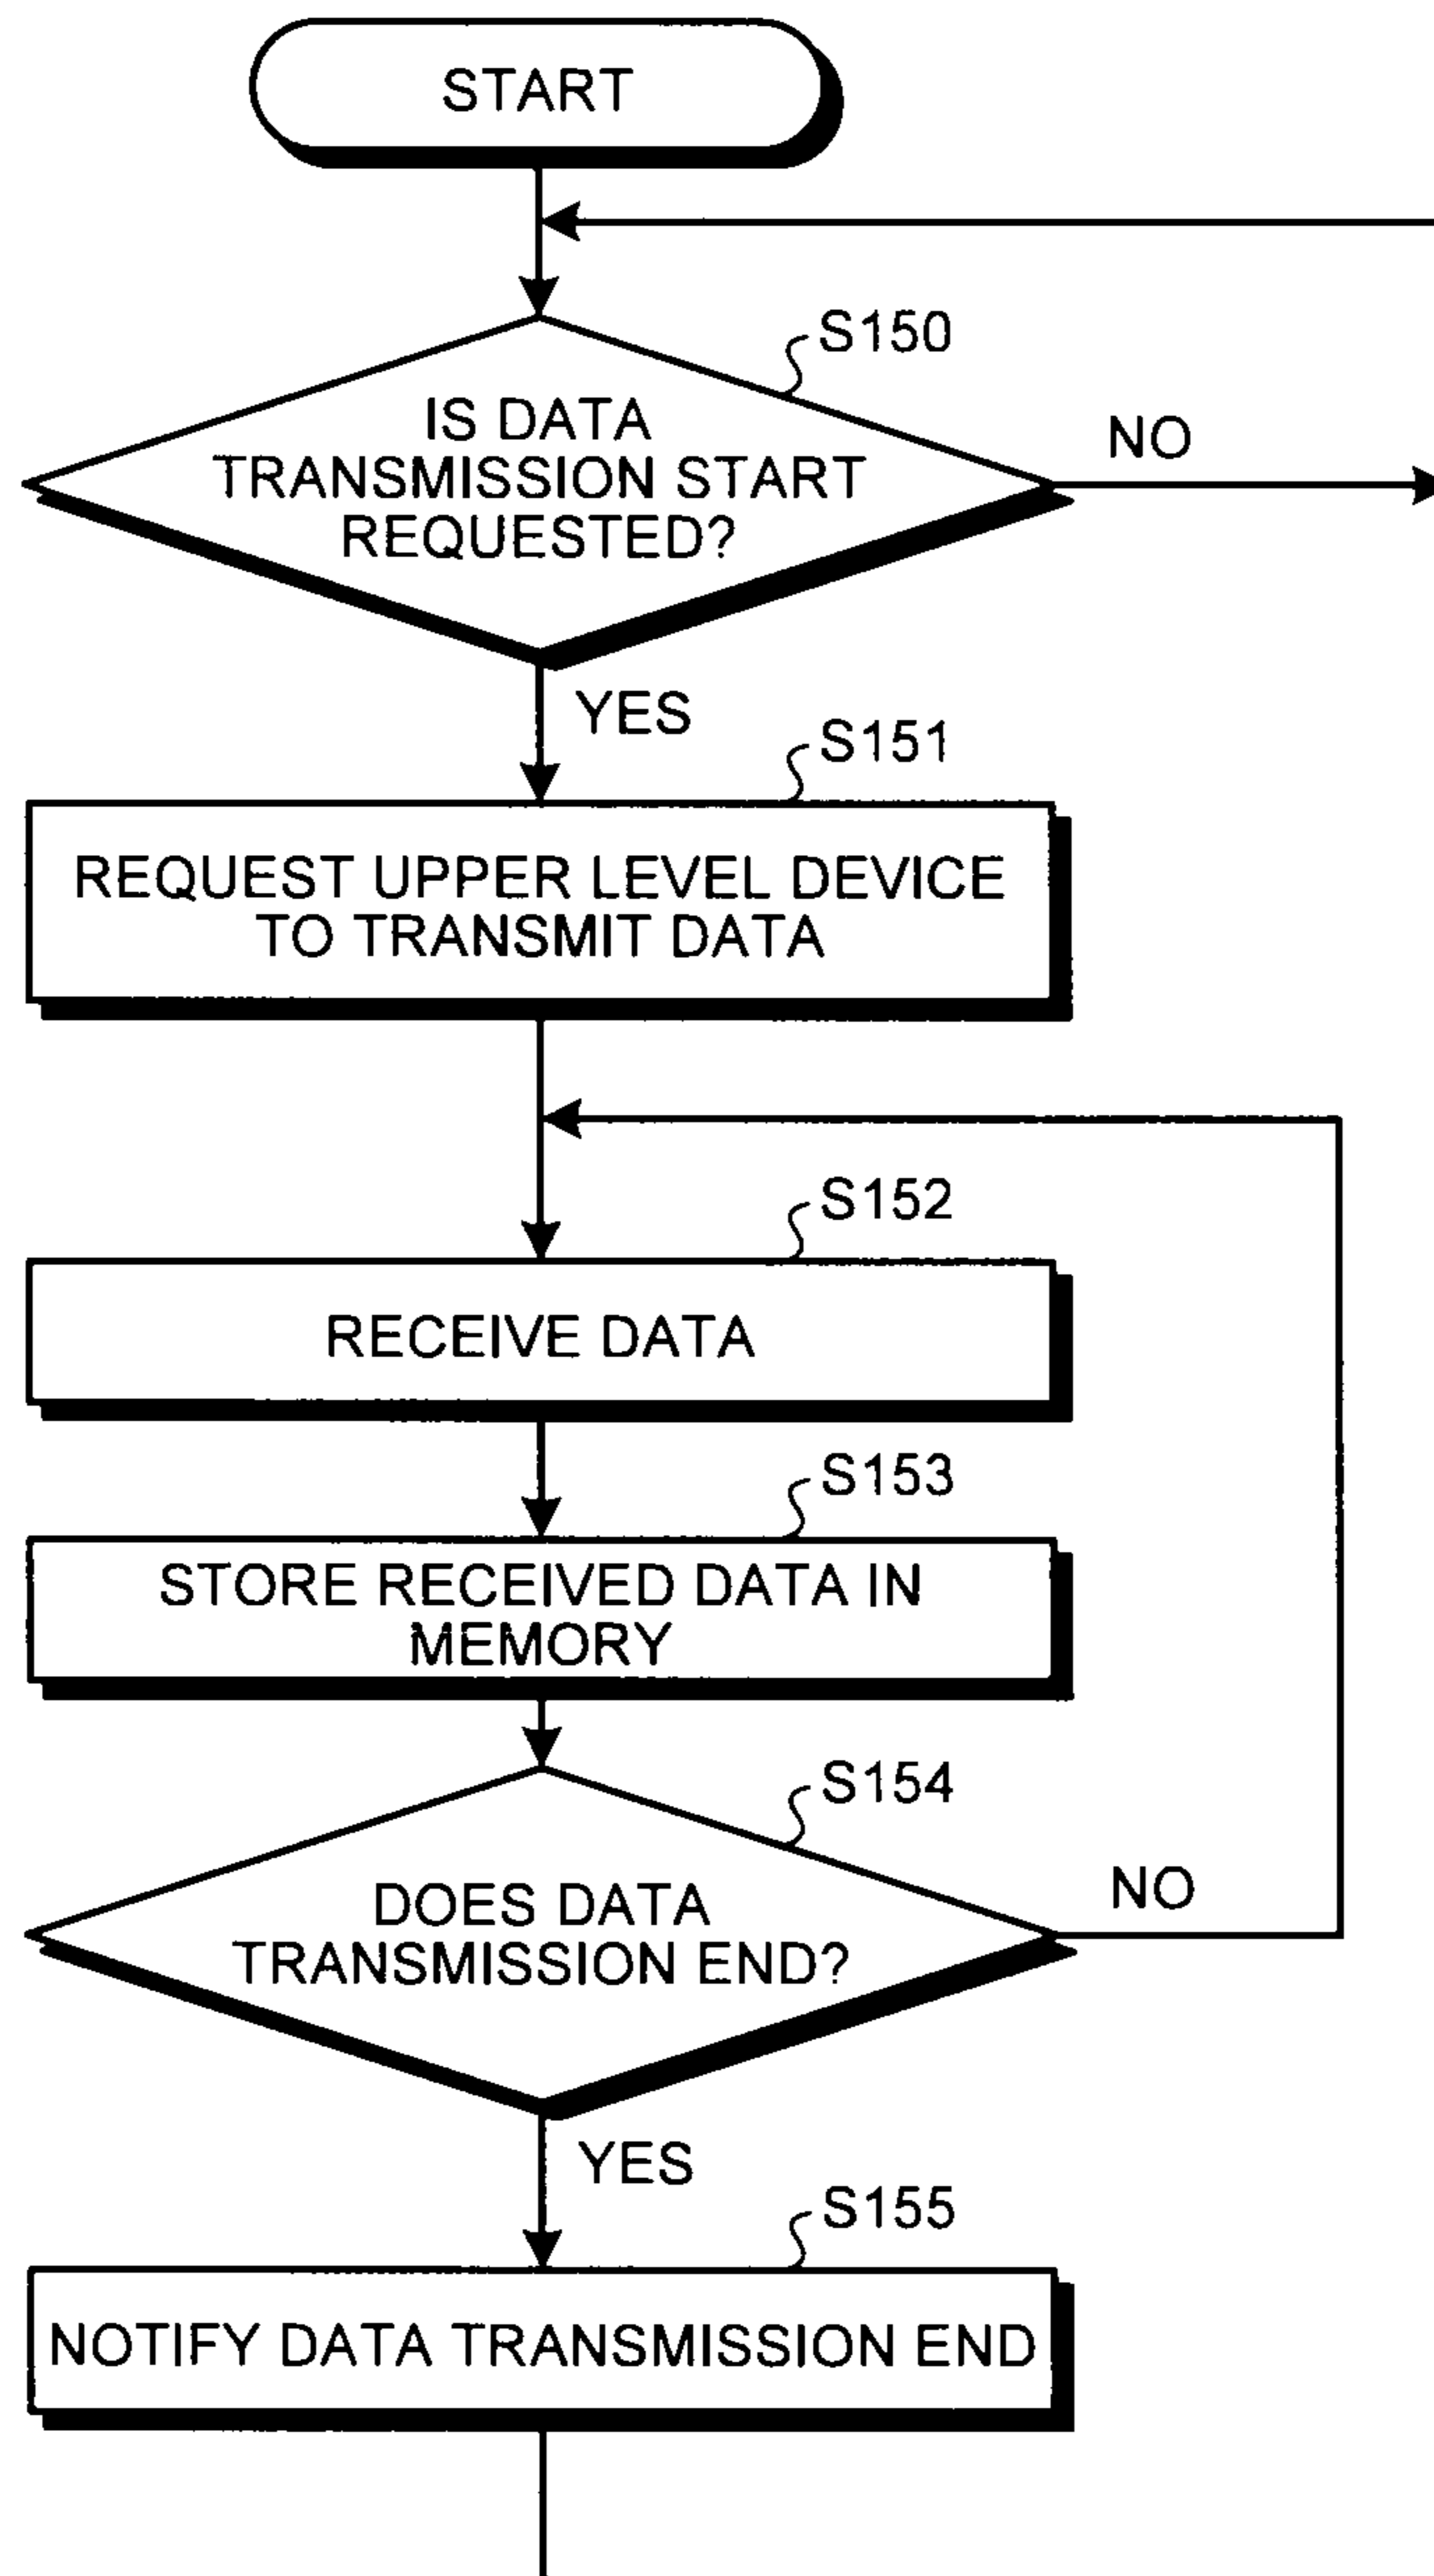 START
S150
IS DATA
TRANSMISSION START
REQUESTED?
NO
YES
S151
REQUEST UPPER LEVEL DEVICE
TO TRANSMIT DATA
S152
RECEIVE DATA
S153
STORE RECEIVED DATA IN
MEMORY
S154
DOES DATA
TRANSMISSION END?
NO
YES
S155
NOTIFY DATA TRANSMISSION END